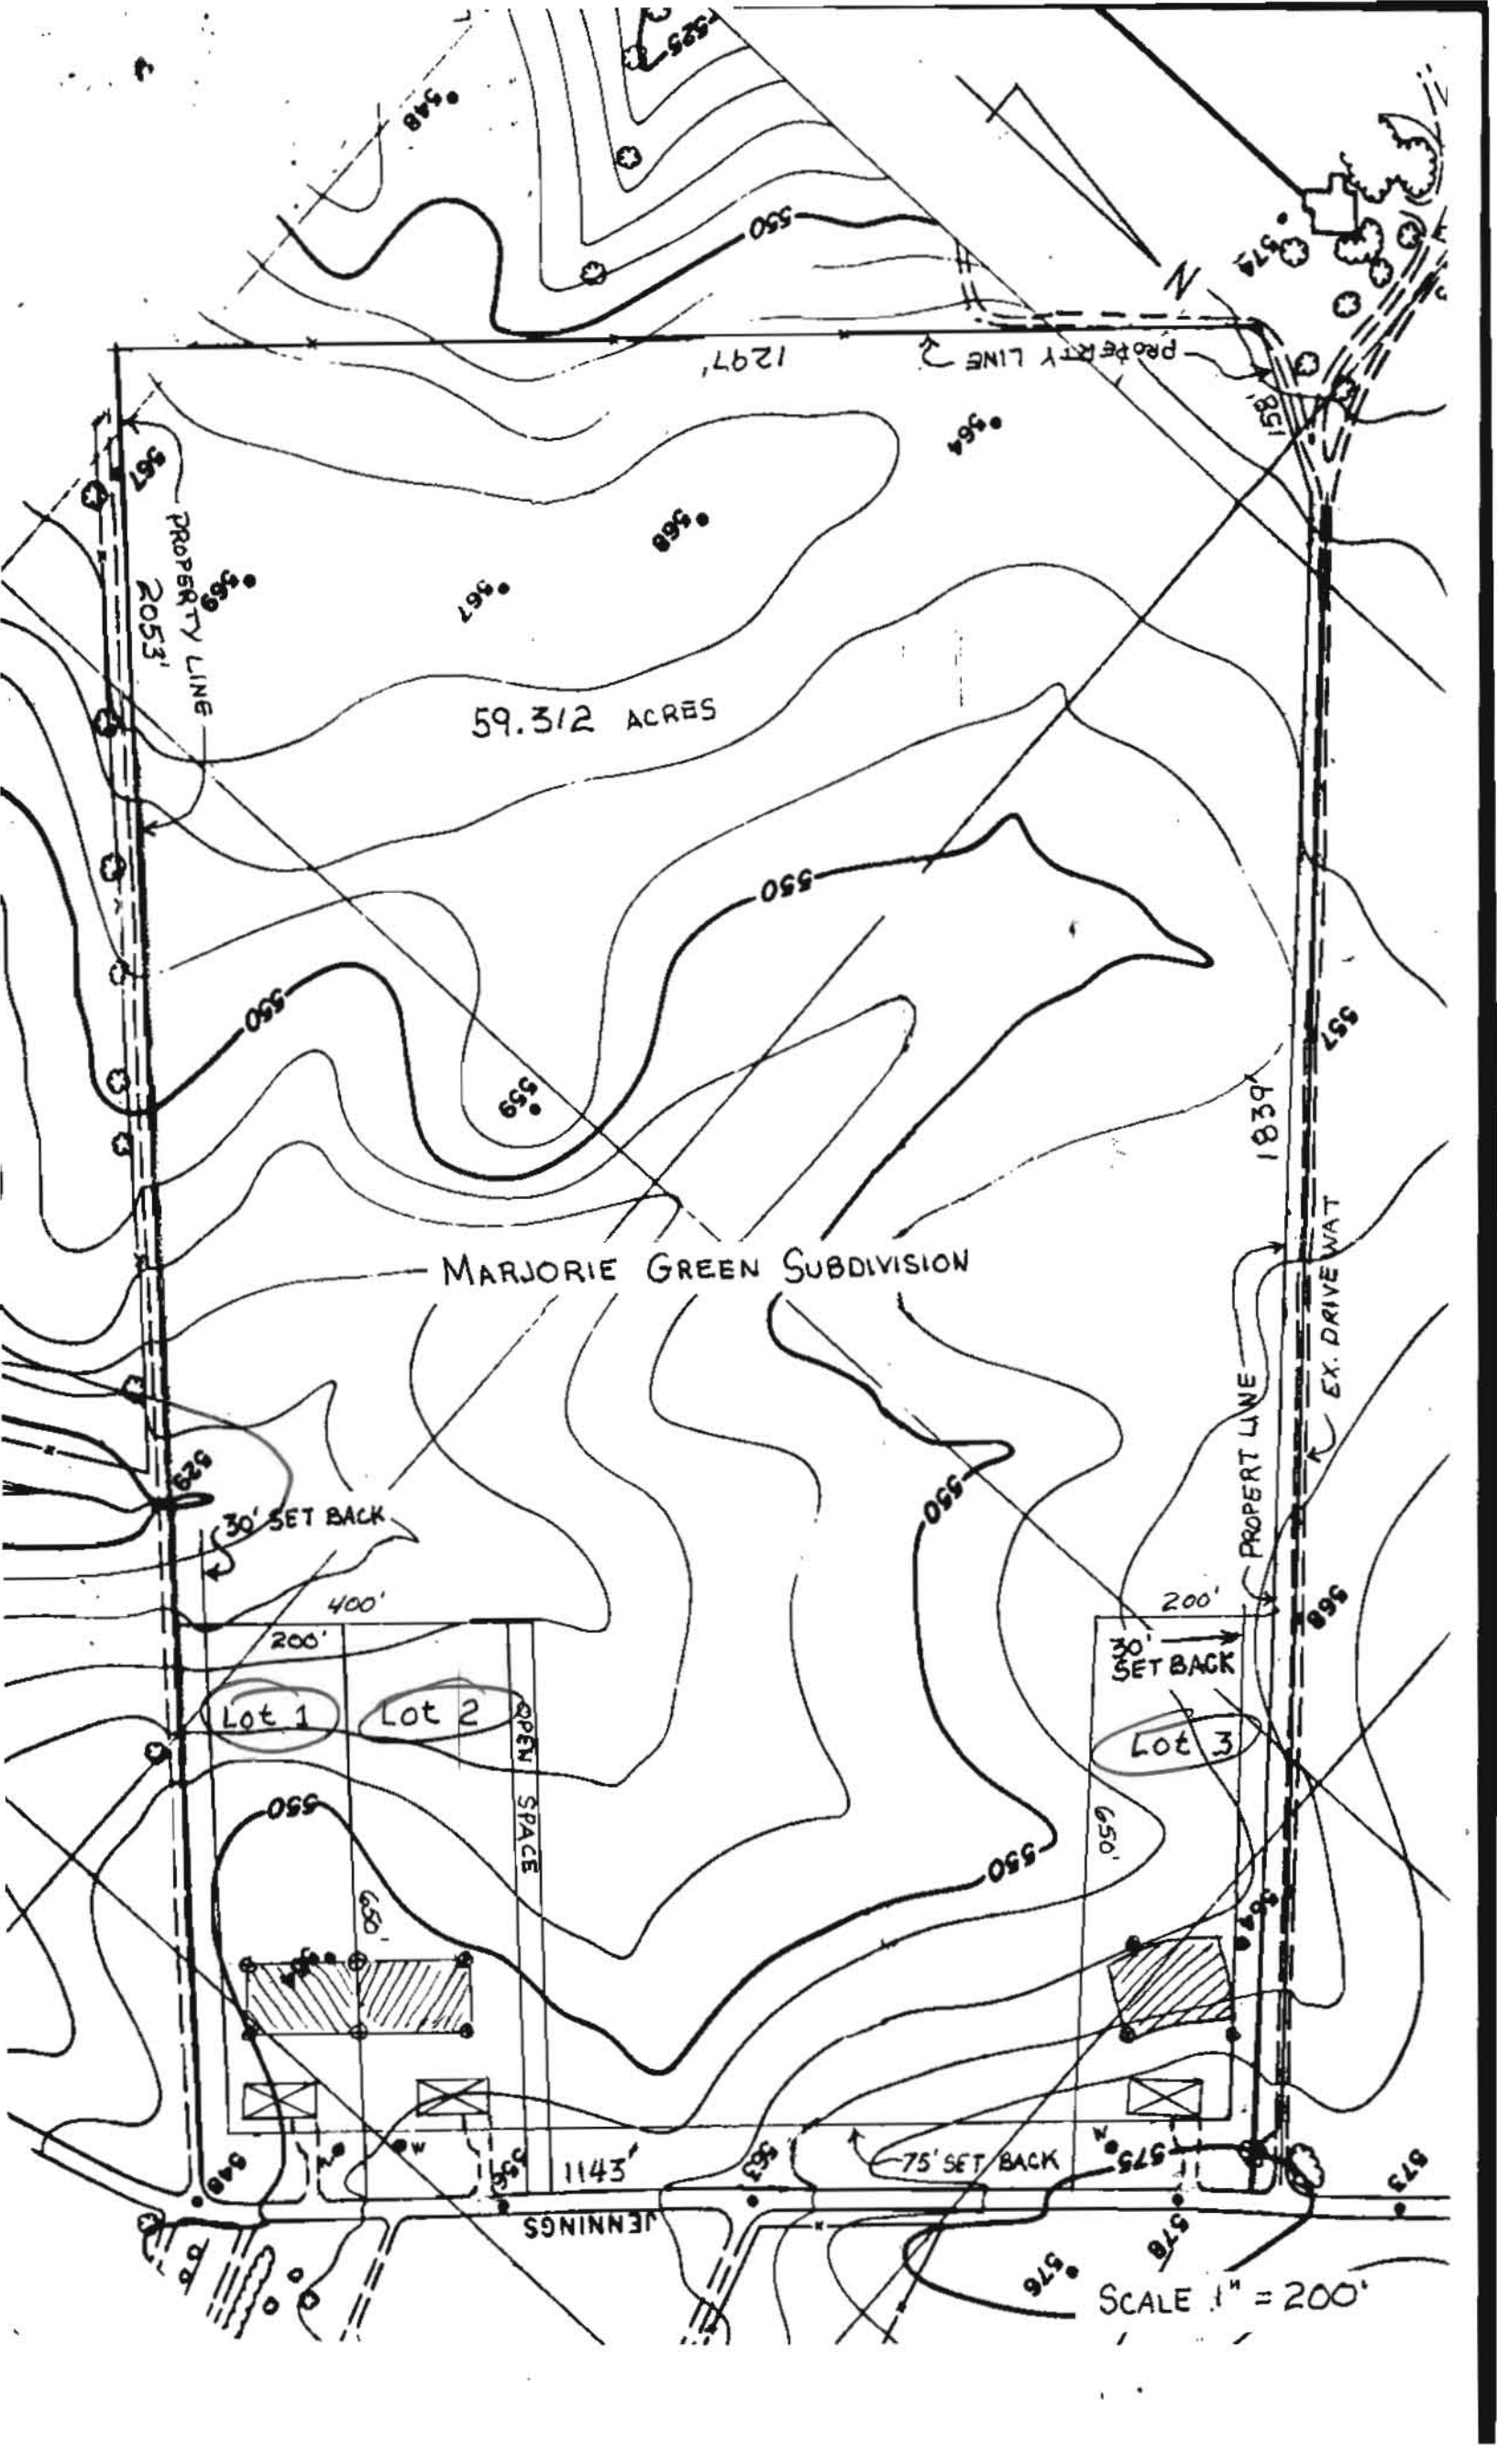 525
548
550
574
N
1297'
PROPERTY LINE
158'
564
567
568
569
567
PROPERTY LINE
2053'
59.312 ACRES
550
550
557
559
1839'
MARJORIE GREEN SUBDIVISION
EX. DRIVEWAY
PROPERT LINE
529
30' SET BACK
550
400'
200'
200'
568
30'
SET BACK
Lot 1
Lot 2
OPEN SPACE
Lot 3
550
650'
550
650'
75' SET BACK
W
W
575
548
556
1143'
563
573
JENNINGS
578
576
SCALE 1" = 200'